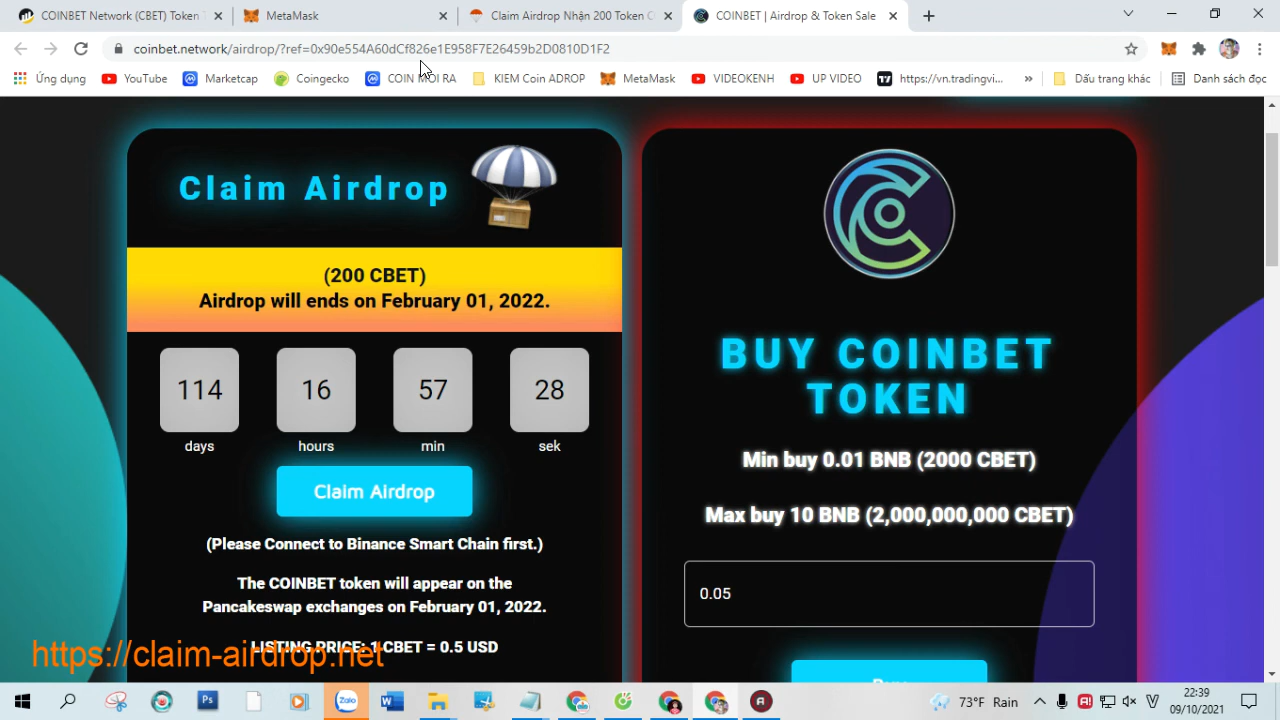 COINBET Network (CBET) Token T
MetaMask
Claim Airdrop Nhận 200 Token C
COINBET | Airdrop & Token Sale
coinbet.network/airdrop/?ref=0x90e554A60dCf826e1E958F7E26459b2D0810D1F2
Ứng dụng
YouTube
Marketcap
Coingecko
COIN MỚI RA
KIEM Coin ADROP
MetaMask
VIDEOKENH
UP VIDEO
https://vn.tradingvi...
»
Dấu trang khác
Danh sách đọc
Claim Airdrop
(200 CBET)
Airdrop will ends on February 01, 2022.
114 16 57 28
days hours min sek
Claim Airdrop
(Please Connect to Binance Smart Chain first.)
The COINBET token will appear on the
Pancakeswap exchanges on February 01, 2022.
LISTING PRICE: 1 CBET = 0.5 USD
https://claim-airdrop.net
BUY COINBET
TOKEN
Min buy 0.01 BNB (2000 CBET)
Max buy 10 BNB (2,000,000,000 CBET)
0.05
Buy
Ps
Zalo
W
73°F Rain
V
22:39
09/10/2021